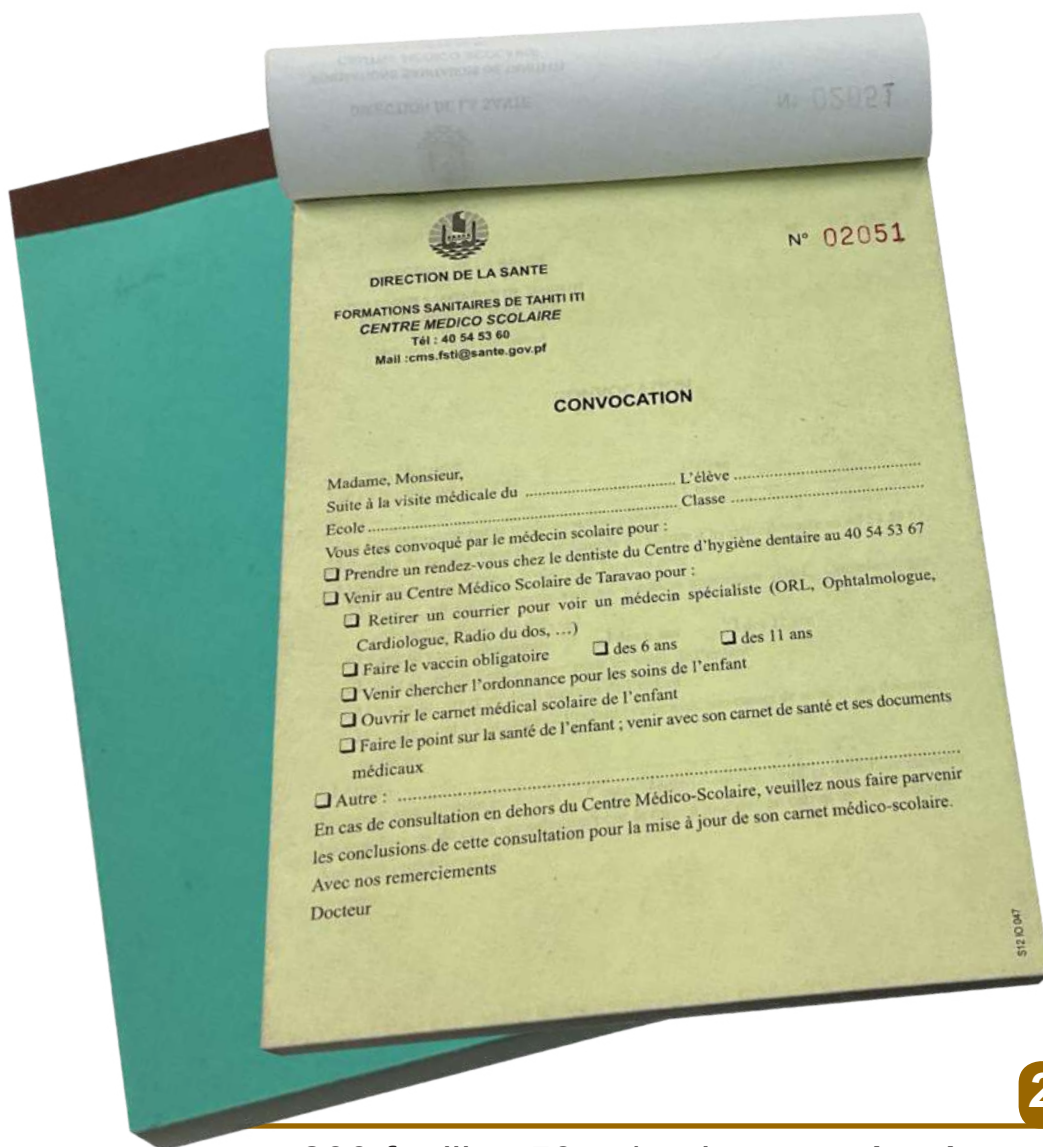 DIRECTION DE LA SANTE
N° 02051
DIRECTION DE LA SANTE
N° 02051
FORMATIONS SANITAIRES DE TAHITI ITI
CENTRE MEDICO SCOLAIRE
Tél : 40 54 53 60
Mail :cms.fsti@sante.gov.pf
CONVOCATION
Madame, Monsieur,
Suite à la visite médicale du ........................................ L'élève ..................................................
Ecole .................................................................................. Classe ..................................................
Vous êtes convoqué par le médecin scolaire pour :
❏ Prendre un rendez-vous chez le dentiste du Centre d'hygiène dentaire au 40 54 53 67
❏ Venir au Centre Médico Scolaire de Taravao pour :
❏ Retirer un courrier pour voir un médecin spécialiste (ORL, Ophtalmologue,
Cardiologue, Radio du dos, …)
❏ Faire le vaccin obligatoire ❏ des 6 ans ❏ des 11 ans
❏ Venir chercher l'ordonnance pour les soins de l'enfant
❏ Ouvrir le carnet médical scolaire de l'enfant
❏ Faire le point sur la santé de l'enfant ; venir avec son carnet de santé et ses documents
médicaux
❏ Autre : ..............................................................................................................................
En cas de consultation en dehors du Centre Médico-Scolaire, veuillez nous faire parvenir
les conclusions de cette consultation pour la mise à jour de son carnet médico-scolaire.
Avec nos remerciements
Docteur
S12 IO 047
2